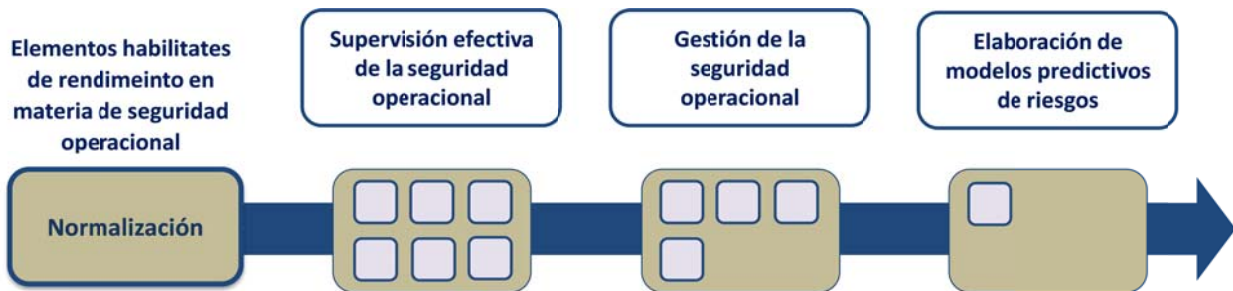 Elementos habilitates
de rendimeinto en
materia de seguridad
operacional
Supervisión efectiva
de la seguridad
operacional
Gestión de la
seguridad
operacional
Elaboración de
modelos predictivos
de riesgos
Normalización